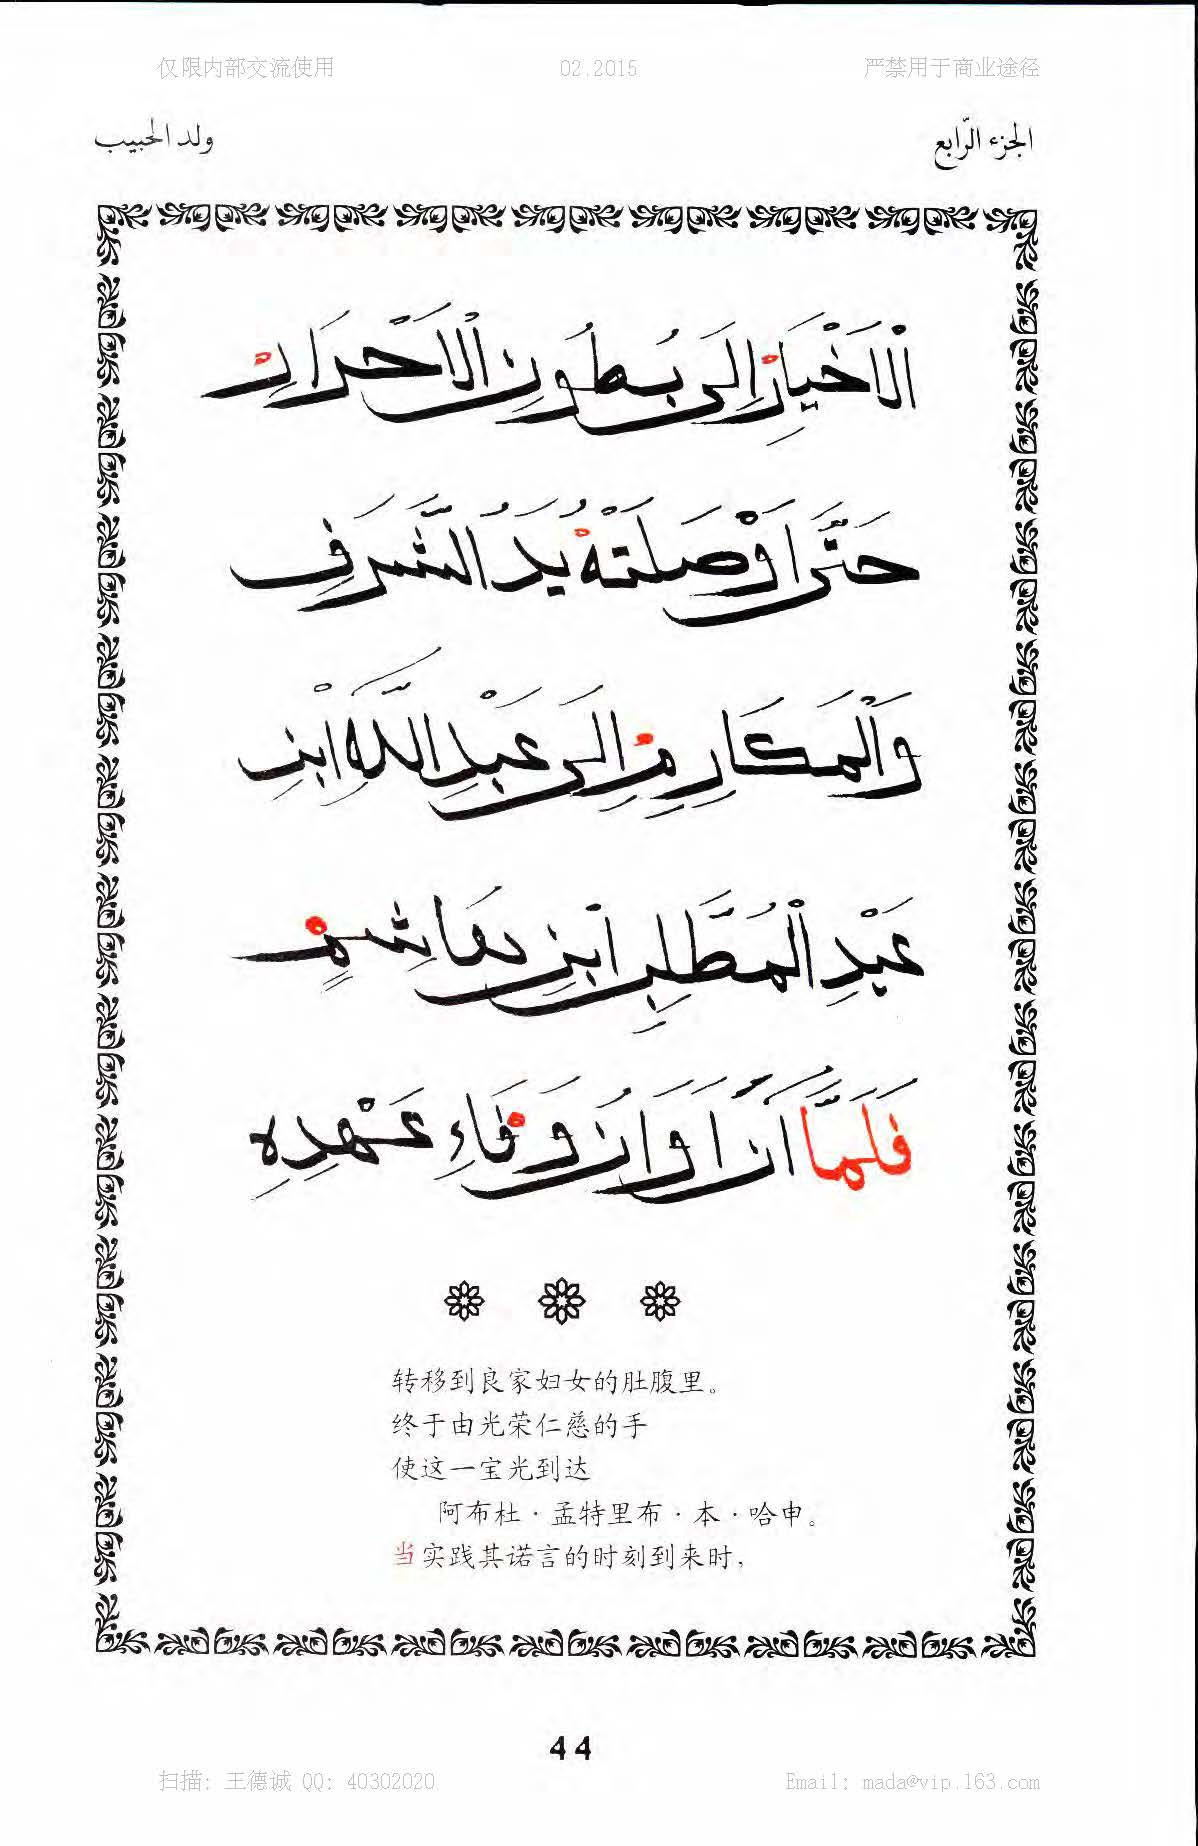 仅限内部交流使用 02.2015 严禁用于商业途径
الجزء الرّابع ولد الحبيب
اَلْاَخْيَارِ اِلَى بُطُونِ الْاَحْرَارِ
حَتَّى اَوْصَلَتْهُ يَدُ الشَّرَفِ
وَالْمَكَارِمِ اِلَى عَبْدِ اللَّهِ ابْنِ
عَبْدِ الْمُطَّلِبِ ابْنِ هَاشِمٍ
فَلَمَّا اَنْ اَوَانُ وَفَاءِ عَهْدِهِ
转移到良家妇女的肚腹里。
终于由光荣仁慈的手
使这一宝光到达
阿布杜·孟特里布·本·哈申。
当实践其诺言的时刻到来时,
44
扫描: 王德诚 QQ: 40302020 Email: mada@vip.163.com